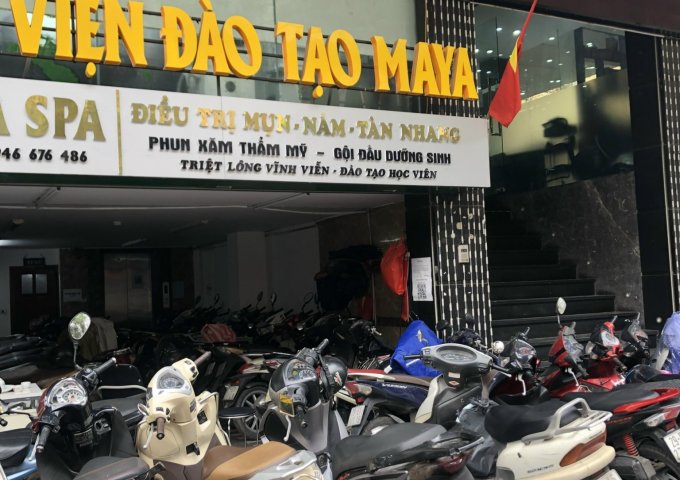 VIỆN ĐÀO TẠO MAYA
A SPA
946 676 486
ĐIỀU TRỊ MỤN - NÁM - TÀN NHANG
PHUN XĂM THẨM MỸ - GỘI ĐẦU DƯỠNG SINH
TRIỆT LÔNG VĨNH VIỄN - ĐÀO TẠO HỌC VIÊN